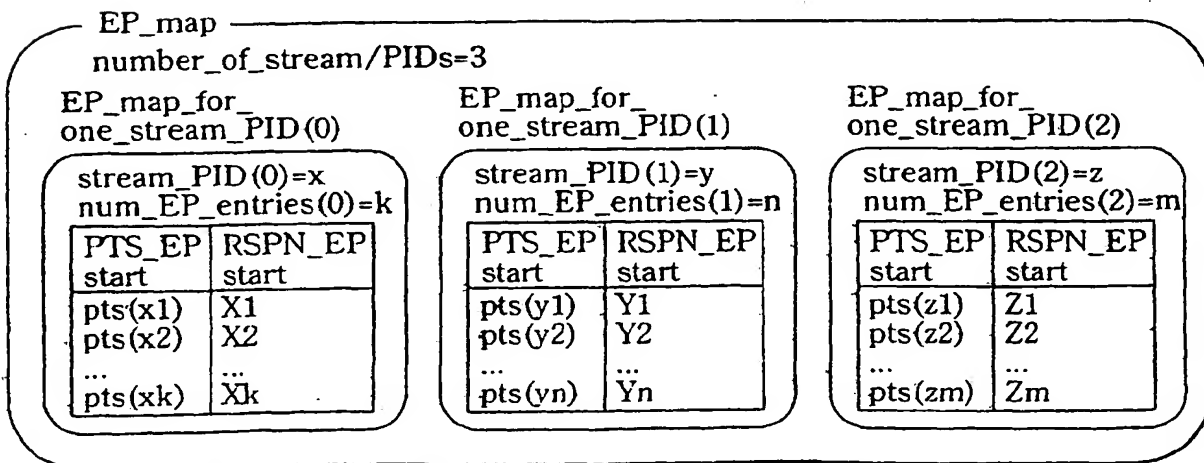 EP_map
number_of_stream/PIDs=3
EP_map_for_
one_stream_PID(0)
stream_PID(0)=x
num_EP_entries(0)=k
PTS_EP RSPN_EP
start start
pts(x1) X1
pts(x2) X2
... ...
pts(xk) Xk
EP_map_for_
one_stream_PID(1)
stream_PID(1)=y
num_EP_entries(1)=n
PTS_EP RSPN_EP
start start
pts(y1) Y1
pts(y2) Y2
... ...
pts(yn) Yn
EP_map_for_
one_stream_PID(2)
stream_PID(2)=z
num_EP_entries(2)=m
PTS_EP RSPN_EP
start start
pts(z1) Z1
pts(z2) Z2
... ...
pts(zm) Zm